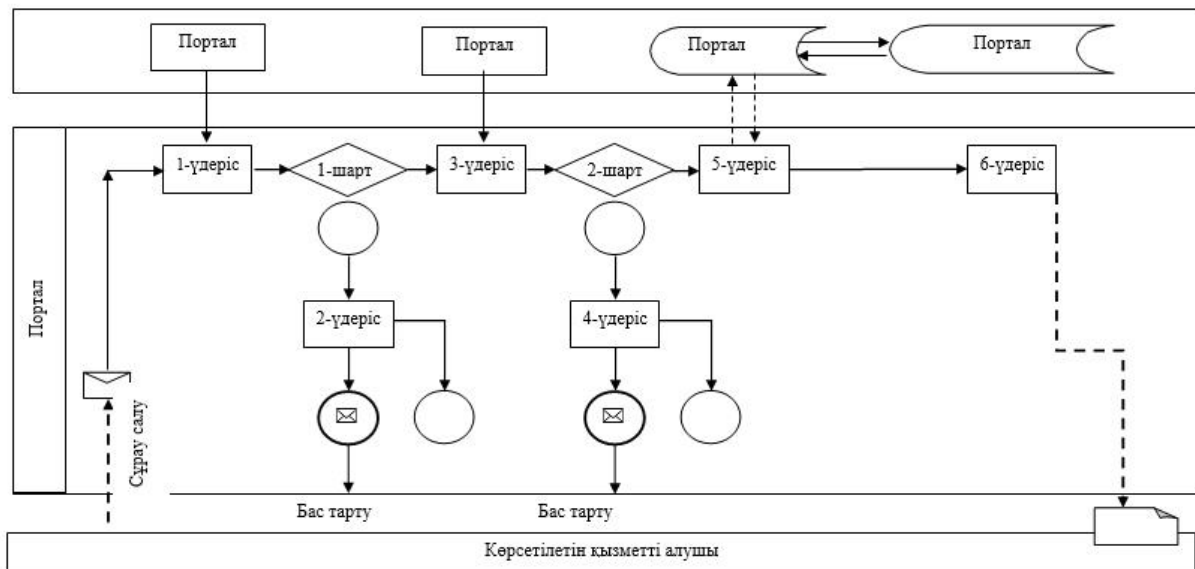 Портал
Портал
Портал
Портал
1-үдеріс
1-шарт
3-үдеріс
2-шарт
5-үдеріс
6-үдеріс
Портал
2-үдеріс
4-үдеріс
Сұрау салу
Бас тарту
Бас тарту
Көрсетілетін қызметті алушы